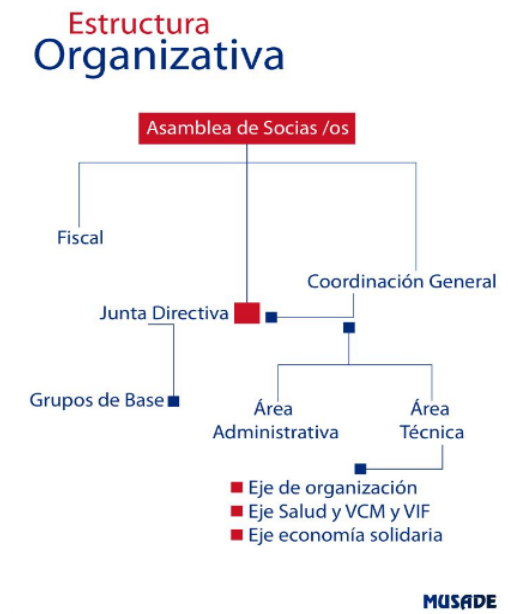 Estructura
Organizativa
Asamblea de Socias /os
Fiscal
Coordinación General
Junta Directiva
Grupos de Base
Área
Administrativa
Área
Técnica
Eje de organización
Eje Salud y VCM y VIF
Eje economía solidaria
MUSADE